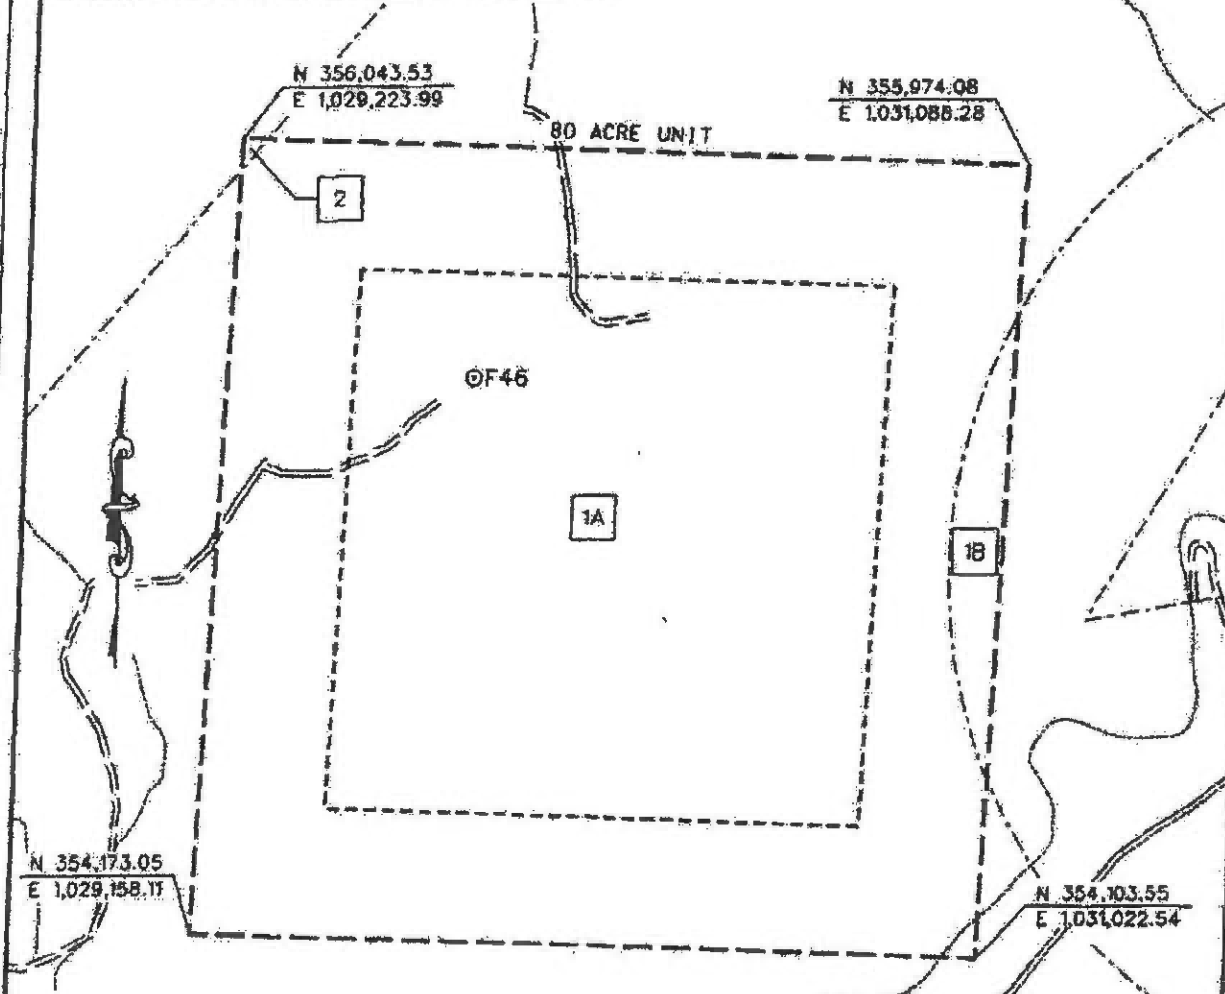 N 356,043.53
E 1,029,223.99
N 355,974.08
E 1,031,088.28
80 ACRE UNIT
2
F46
1A
1B
N 354,173.05
E 1,029,158.11
N 354,103.55
E 1,031,022.54